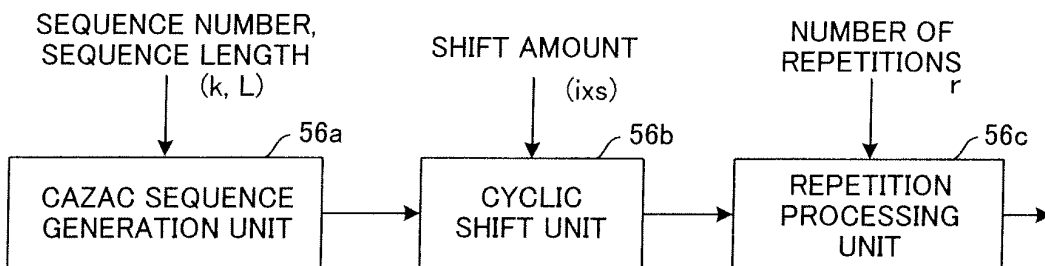 SEQUENCE NUMBER,
SEQUENCE LENGTH
(k, L)
SHIFT AMOUNT
(ixs)
NUMBER OF
REPETITIONS
r
56a
56b
56c
CAZAC SEQUENCE
GENERATION UNIT
CYCLIC
SHIFT UNIT
REPETITION
PROCESSING
UNIT